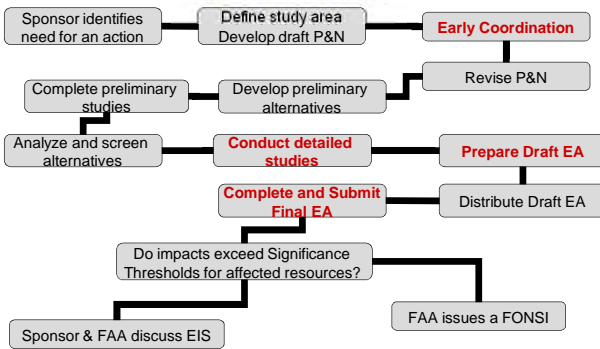 Sponsor identifies
need for an action
Define study area
Develop draft P&N
Early Coordination
Revise P&N
Develop preliminary
alternatives
Complete preliminary
studies
Analyze and screen
alternatives
Conduct detailed
studies
Prepare Draft EA
Distribute Draft EA
Complete and Submit
Final EA
Do impacts exceed Significance
Thresholds for affected resources?
FAA issues a FONSI
Sponsor & FAA discuss EIS